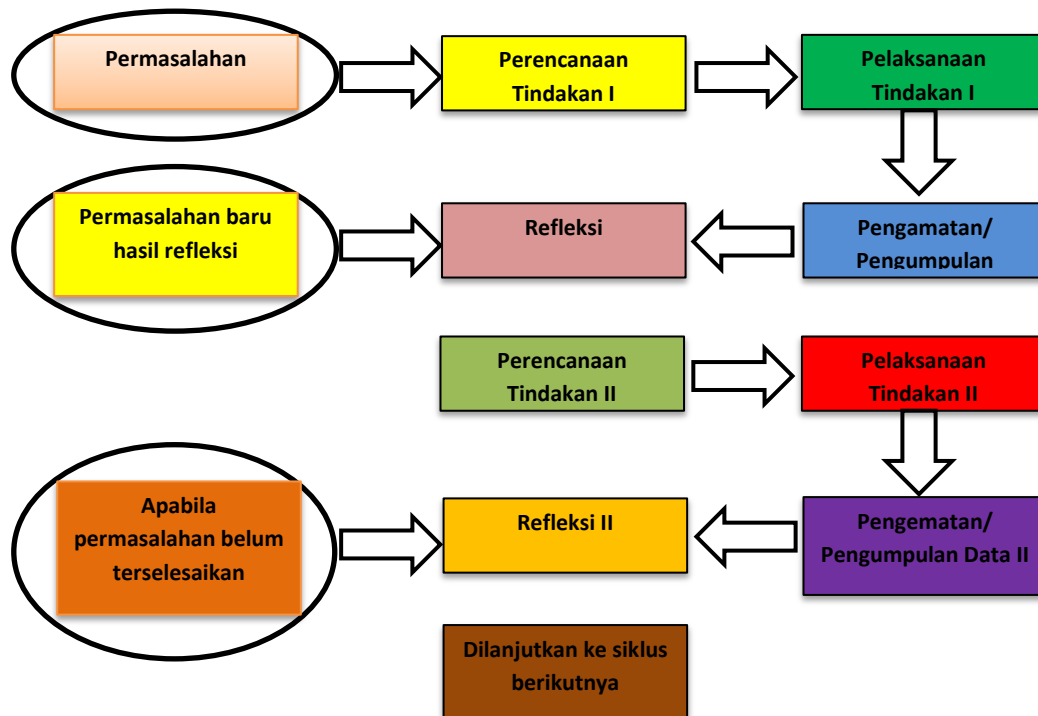 Permasalahan
Perencanaan
Tindakan I
Pelaksanaan
Tindakan I
Permasalahan baru
hasil refleksi
Refleksi
Pengamatan/
Pengumpulan
Perencanaan
Tindakan II
Pelaksanaan
Tindakan II
Apabila
permasalahan belum
terselesaikan
Refleksi II
Pengematan/
Pengumpulan Data II
Dilanjutkan ke siklus
berikutnya